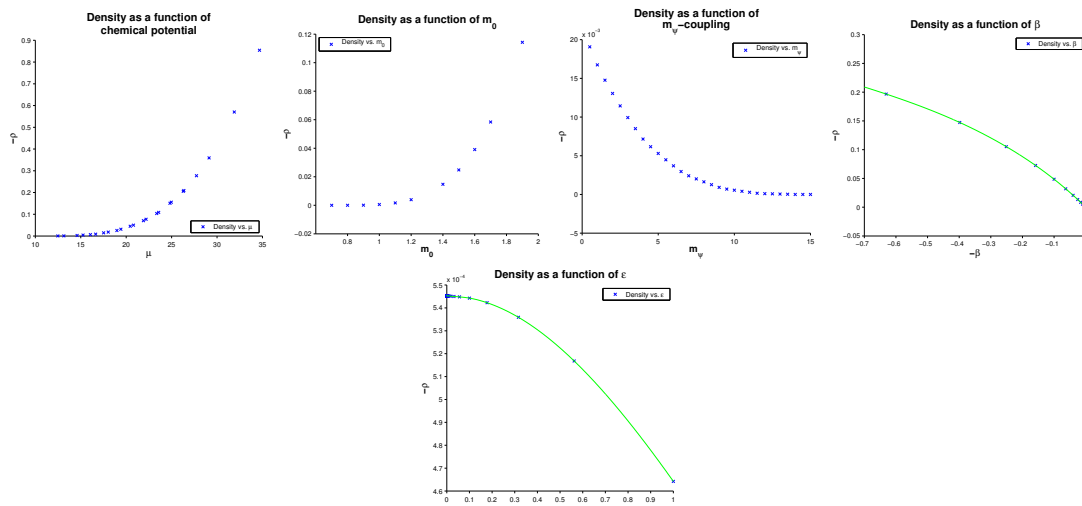 Density as a function of
chemical potential
0.9
0.8
0.7
0.6
0.5
0.4
0.3
0.2
0.1
0
10 15 20 25 30 35
−ρ
μ
Density vs. μ
Density as a function of m0
0.12
0.1
0.08
0.06
0.04
0.02
0
−0.02
0.8 1 1.2 1.4 1.6 1.8 2
−ρ
m0
Density vs. m0
Density as a function of
mψ−coupling
20 x 10−3
15
10
5
0
−5
0 5 10 15
−ρ
mψ
Density vs. mψ
Density as a function of β
0.4
0.35
0.3
0.25
0.2
0.15
0.1
0.05
0
−0.05
−0.7 −0.6 −0.5 −0.4 −0.3 −0.2 −0.1
−ρ
−β
Density vs. β
Density as a function of ε
5.5 x 10−4
5.4
5.3
5.2
5.1
5
4.9
4.8
4.7
4.6
0 0.1 0.2 0.3 0.4 0.5 0.6 0.7 0.8 0.9 1
−ρ
Density vs. ε